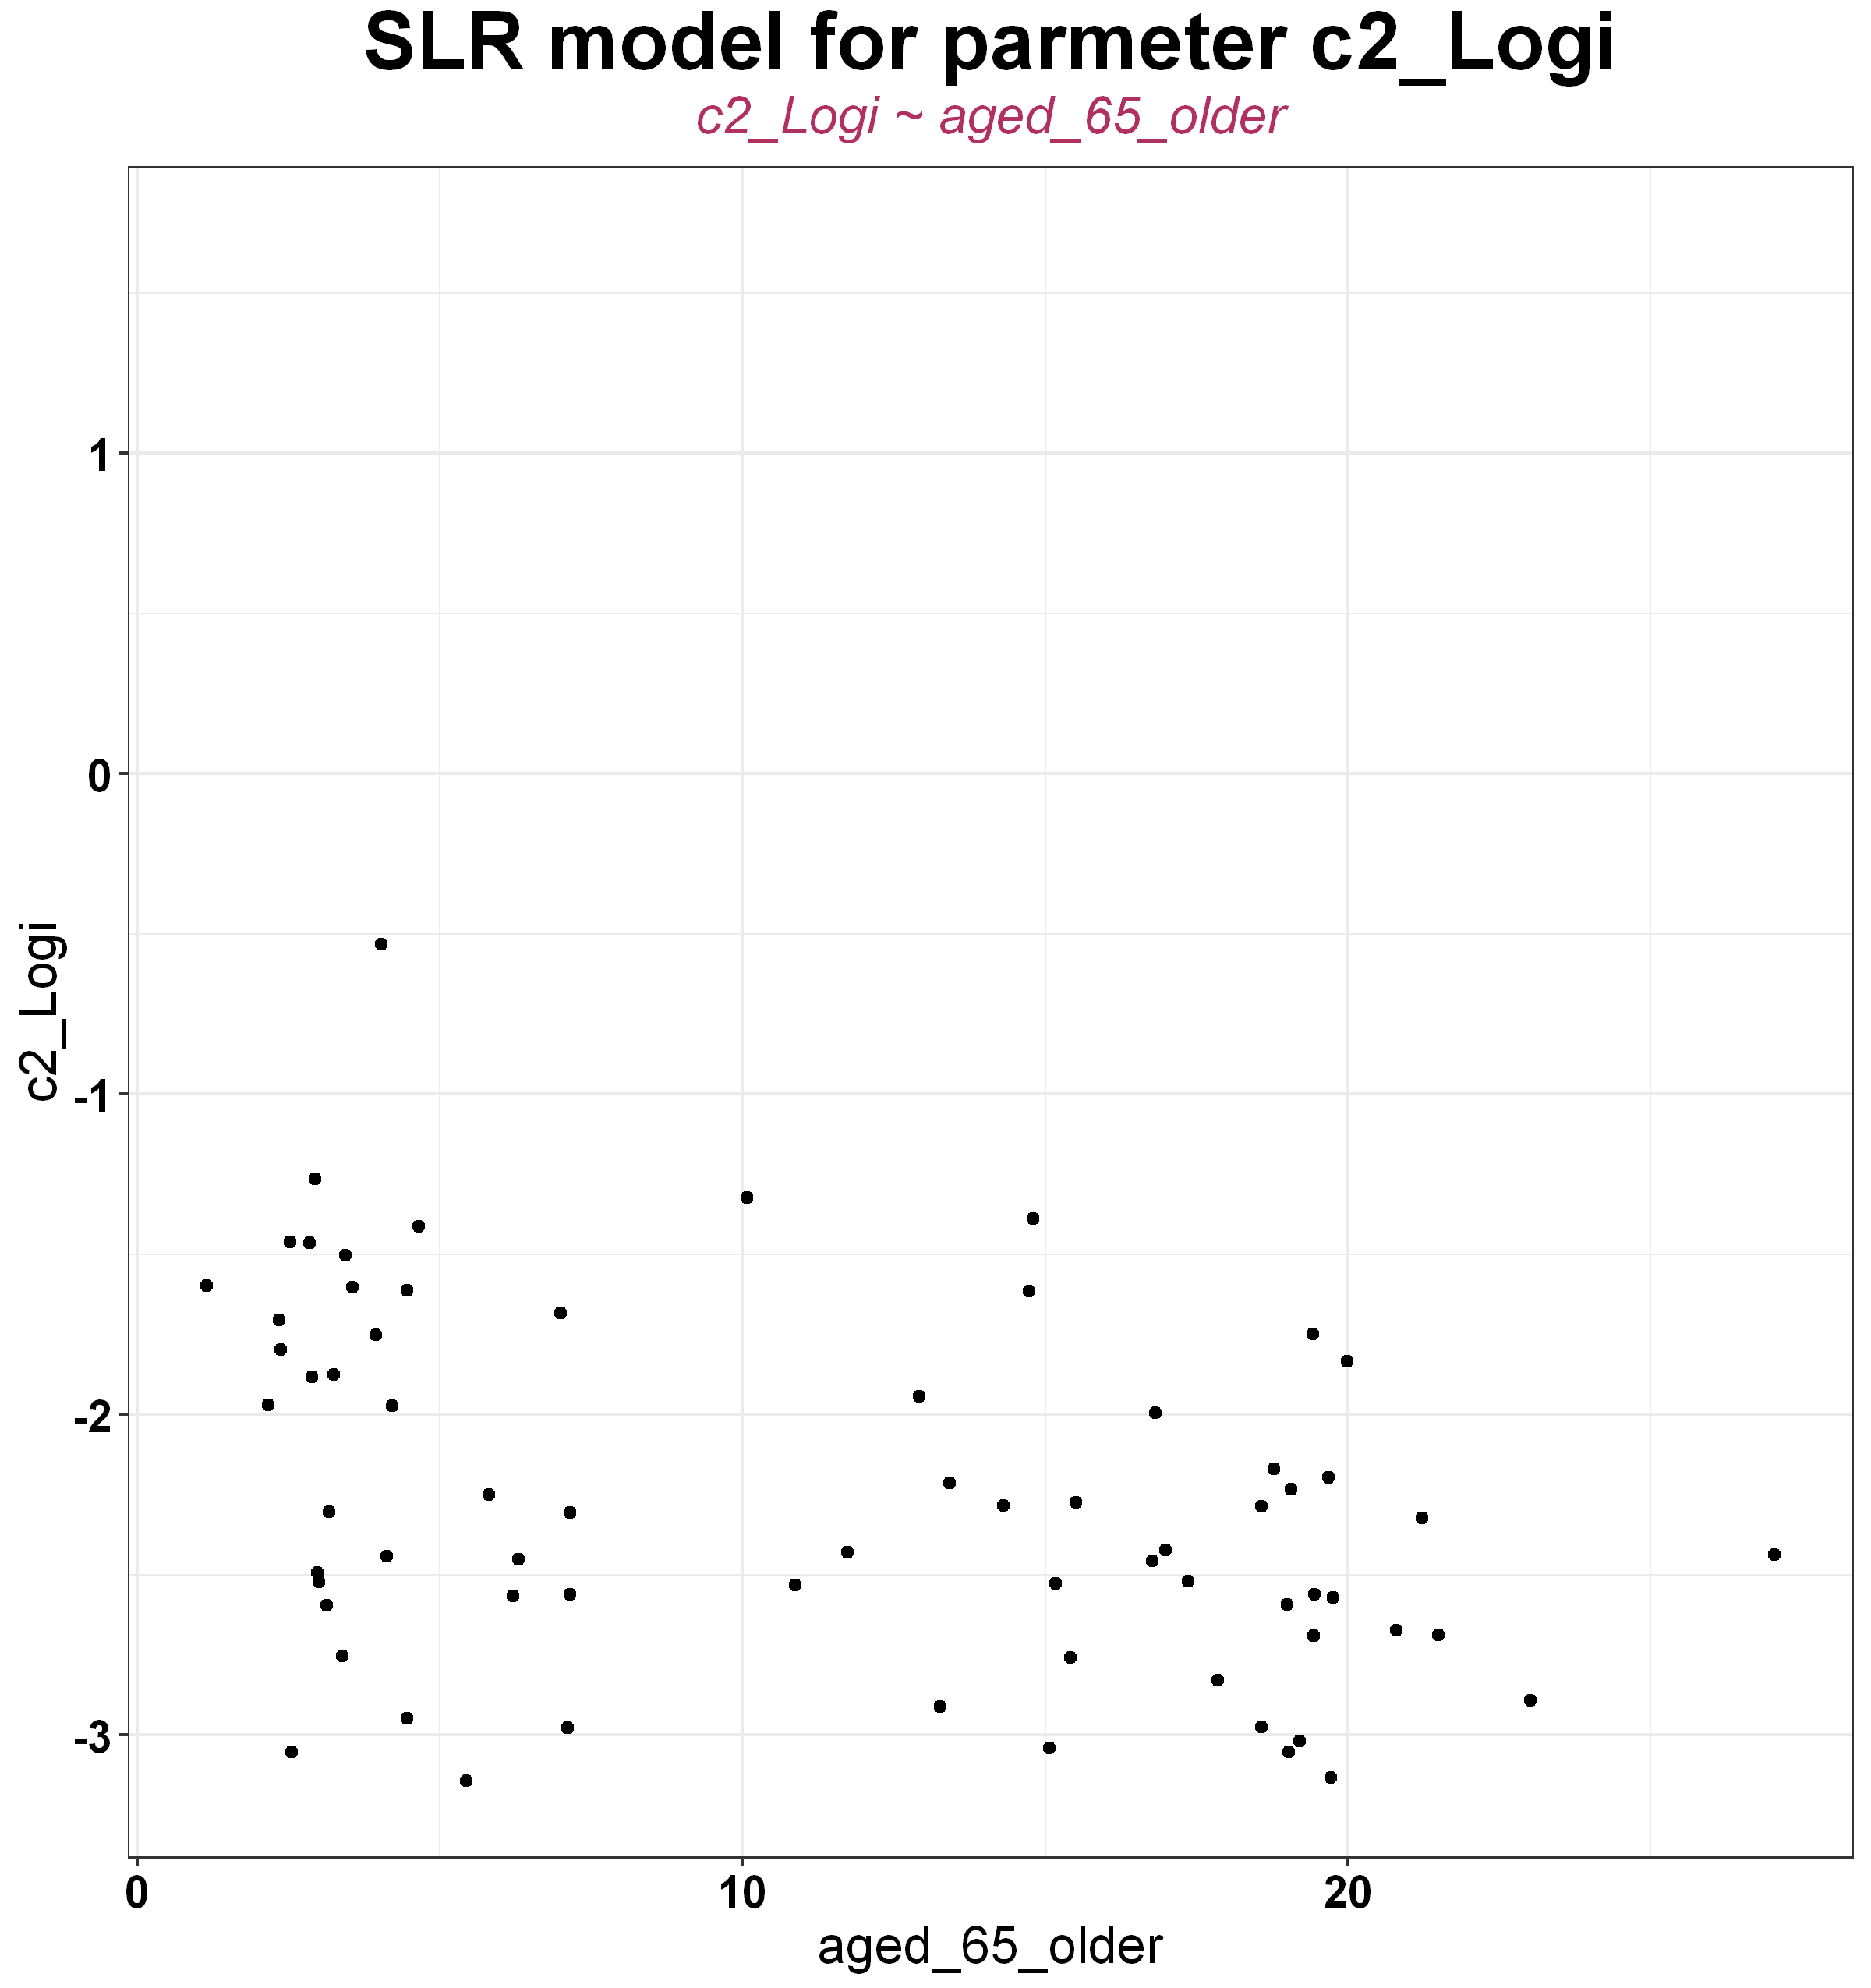 SLR model for parmeter c2_Logi
c2_Logi ~ aged_65_older
c2_Logi
1
0
-1
-2
-3
0 10 20
aged_65_older